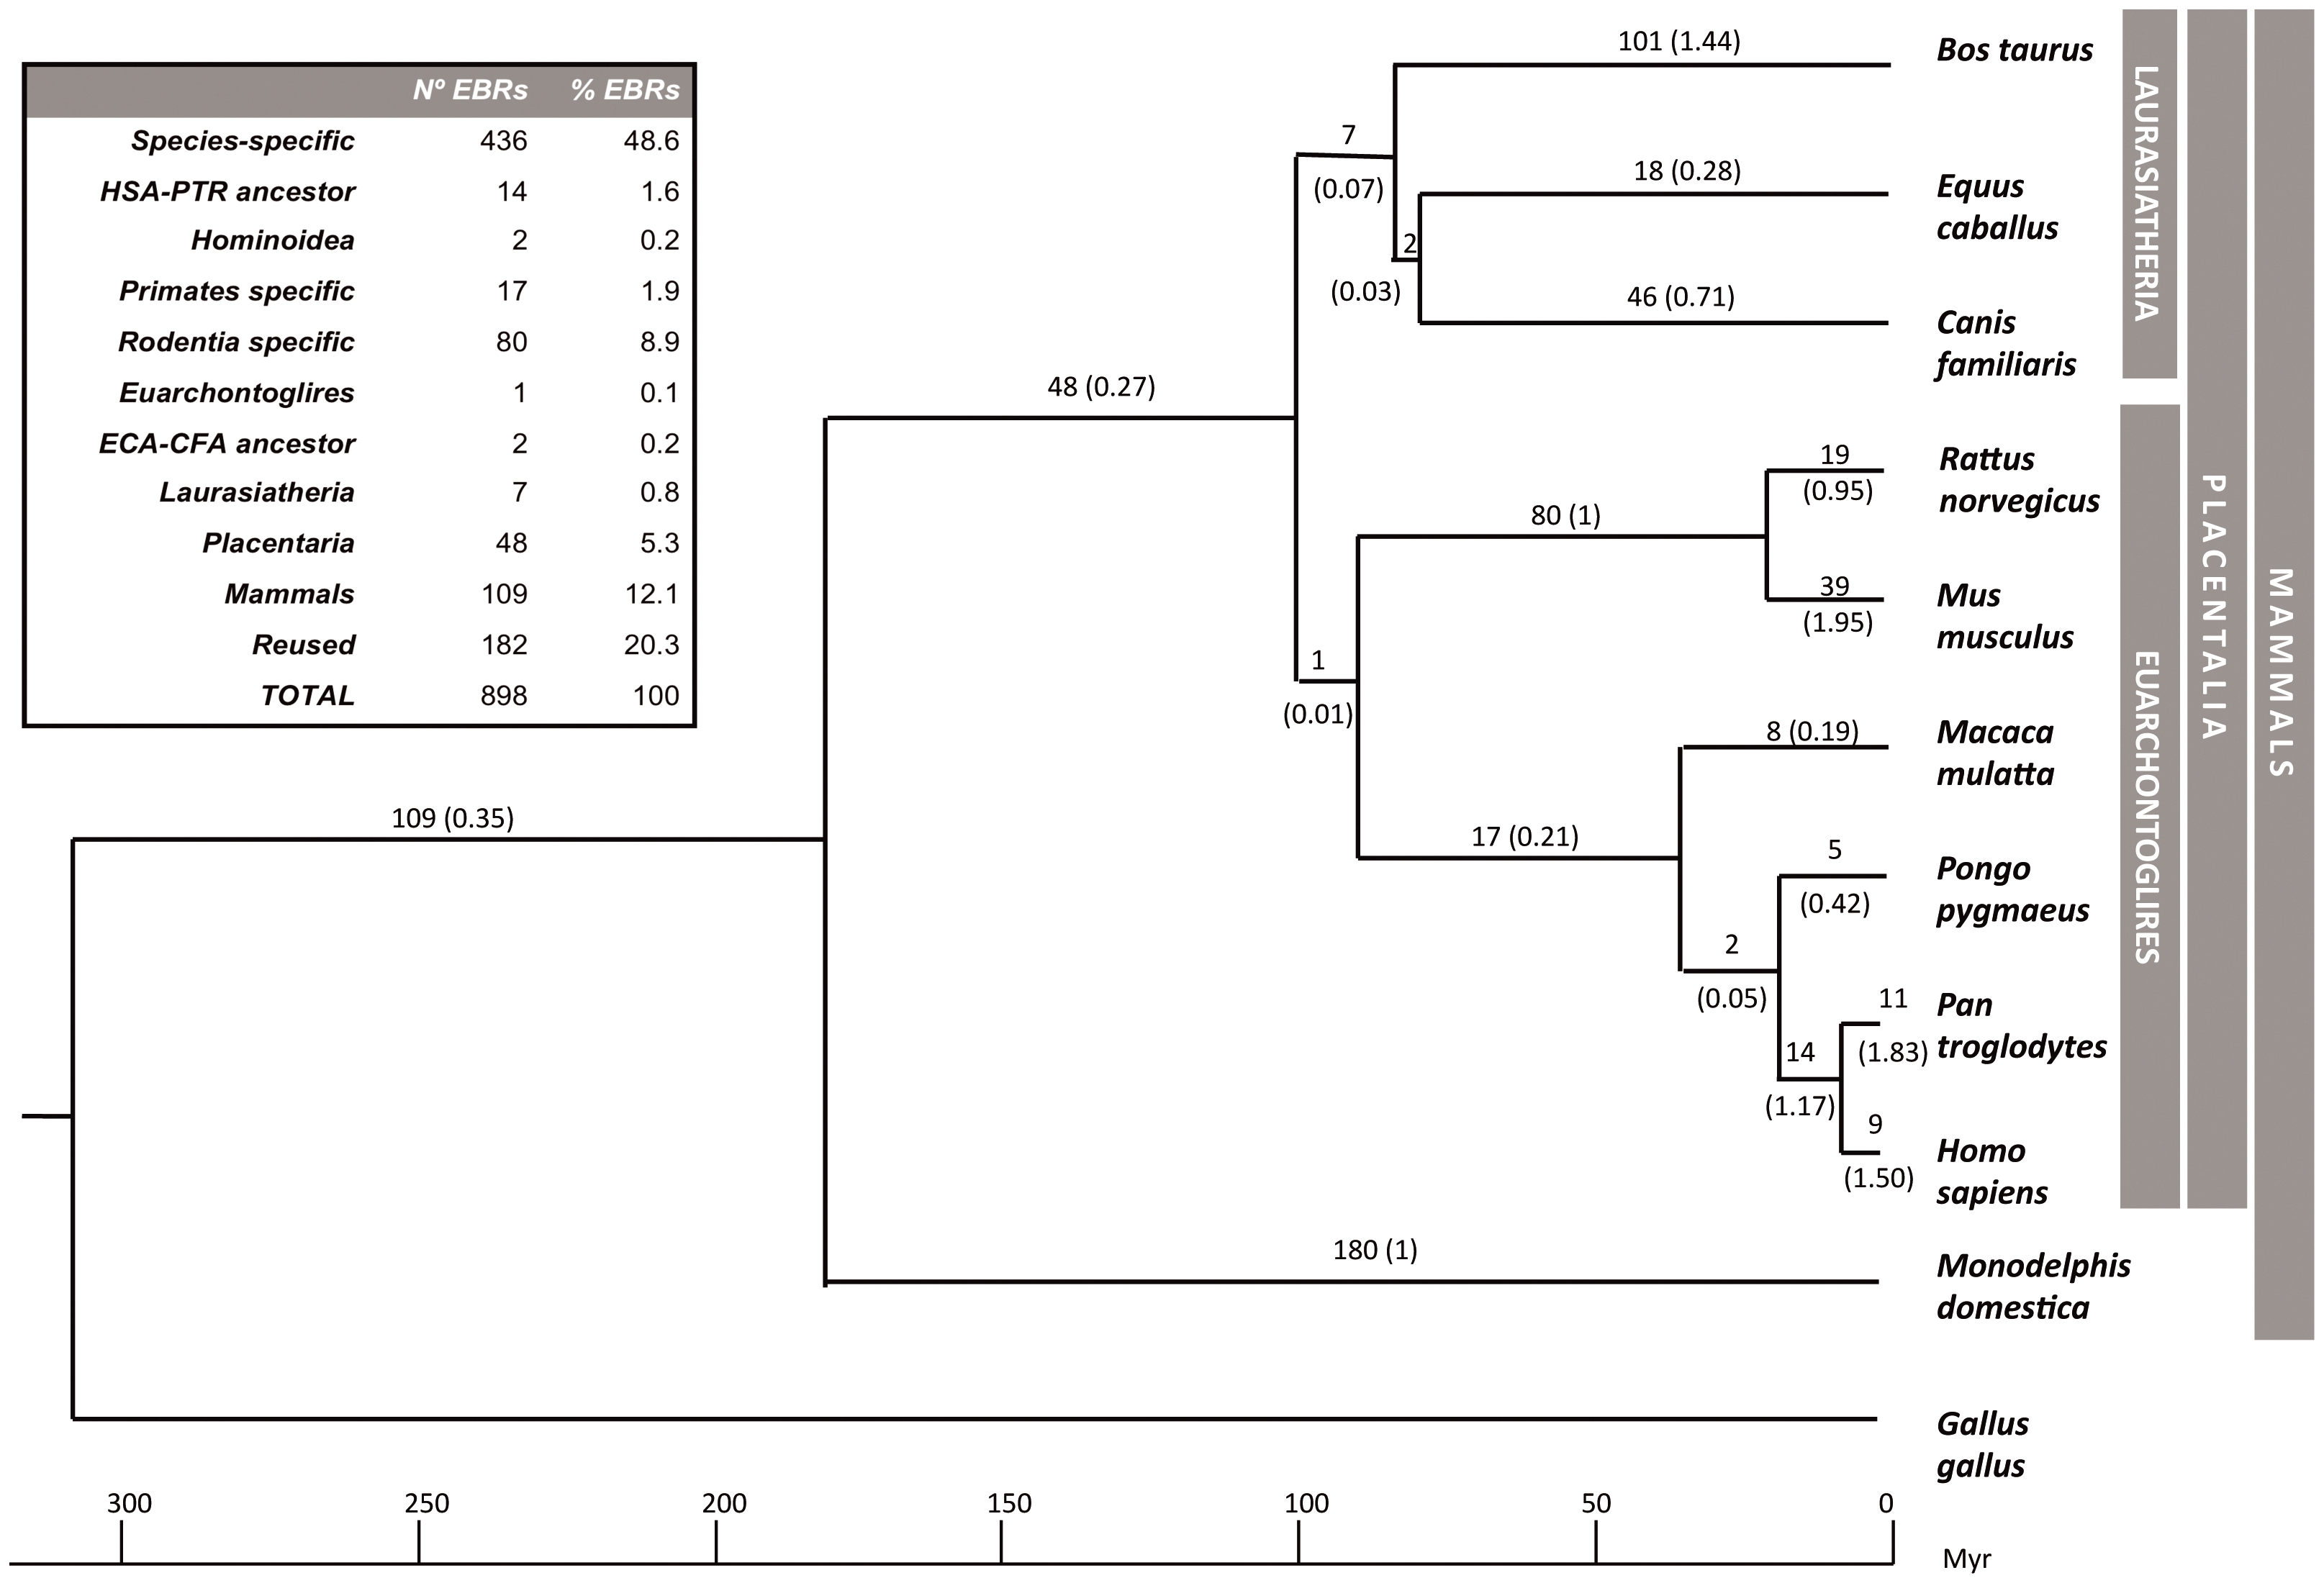 Nº EBRs % EBRs
Species-specific 436 48.6
HSA-PTR ancestor 14 1.6
Hominoidea 2 0.2
Primates specific 17 1.9
Rodentia specific 80 8.9
Euarchontoglires 1 0.1
ECA-CFA ancestor 2 0.2
Laurasiatheria 7 0.8
Placentaria 48 5.3
Mammals 109 12.1
Reused 182 20.3
TOTAL 898 100
101 (1.44)
Bos taurus
7
(0.07)
18 (0.28)
Equus
caballus
2
(0.03)
46 (0.71)
Canis
familiaris
48 (0.27)
19
(0.95)
Rattus
norvegicus
80 (1)
39
(1.95)
Mus
musculus
1
(0.01)
8 (0.19)
Macaca
mulatta
109 (0.35)
17 (0.21)
5
(0.42)
Pongo
pygmaeus
2
(0.05)
11
(1.83)
Pan
troglodytes
14
(1.17)
9
(1.50)
Homo
sapiens
180 (1)
Monodelphis
domestica
Gallus
gallus
LAURASIATHERIA
EUARCHONTOGLIRES
PLACENTALIA
MAMMALS
300 250 200 150 100 50 0
Myr